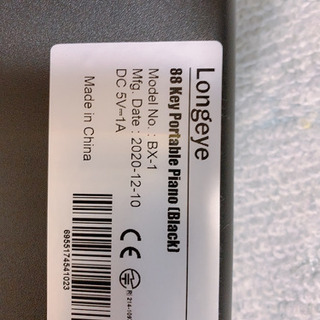 Longeye
88 Key Portable Piano (Black)
Model No.: BX-1
Mfg. Date : 2020-12-10
DC 5V⎓1A
Made in China
CE
6955174541023